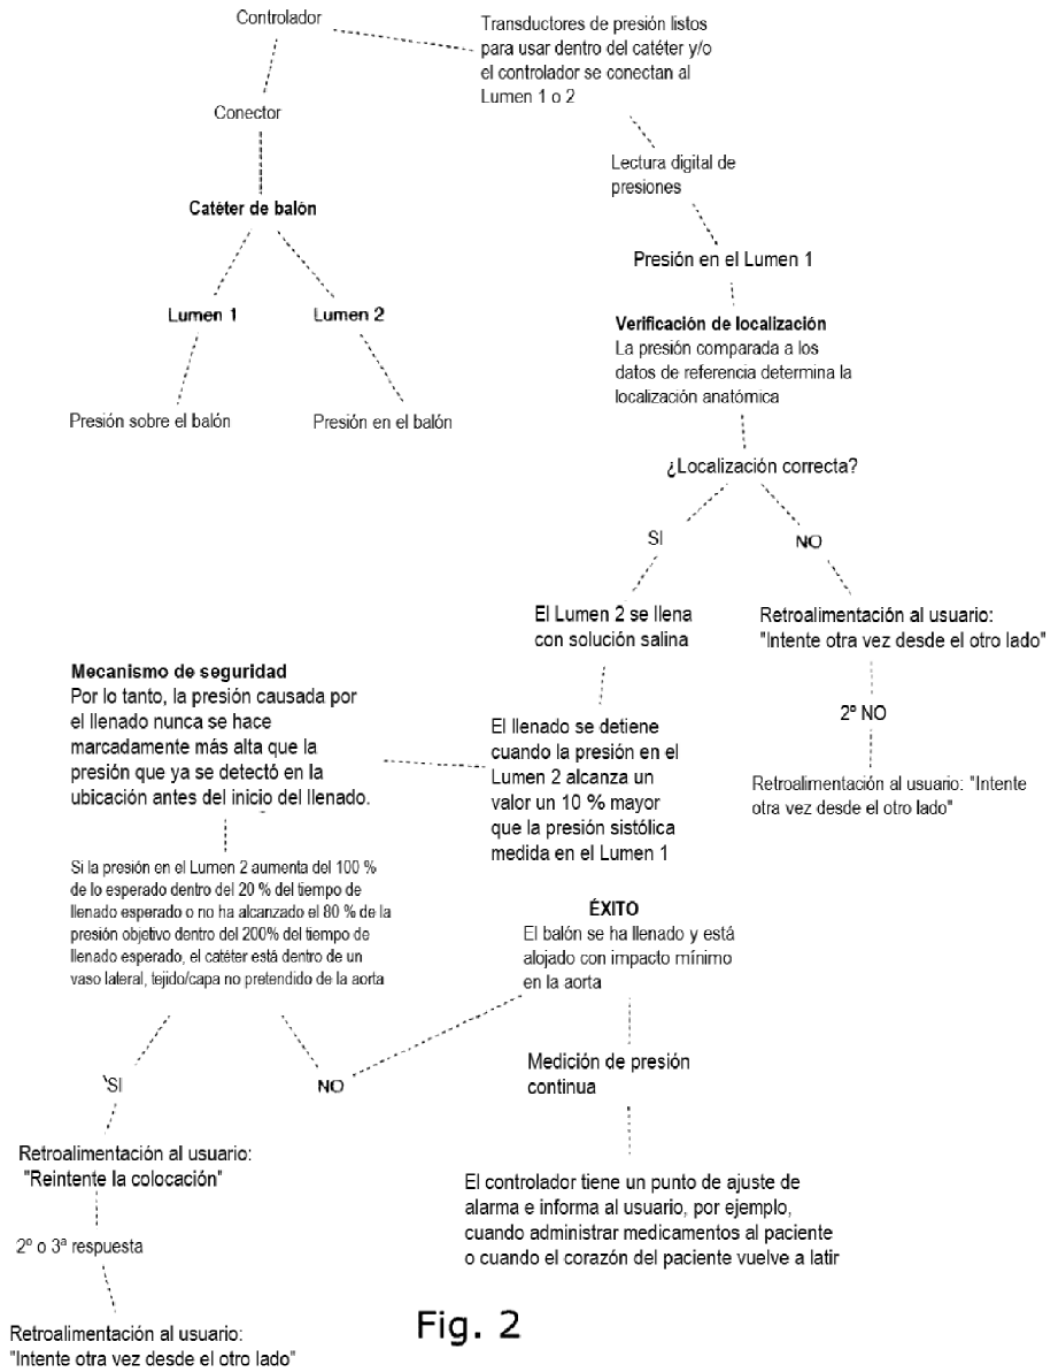 Controlador
Transductores de presión listos
para usar dentro del catéter y/o
el controlador se conectan al
Lumen 1 o 2
Conector
Lectura digital de
presiones
Catéter de balón
Presión en el Lumen 1
Lumen 1
Lumen 2
Verificación de localización
La presión comparada a los
datos de referencia determina la
localización anatómica
Presión sobre el balón
Presión en el balón
¿Localización correcta?
SI
NO
El Lumen 2 se llena
con solución salina
Retroalimentación al usuario:
"Intente otra vez desde el otro lado"
Mecanismo de seguridad
Por lo tanto, la presión causada por
el llenado nunca se hace
marcadamente más alta que la
presión que ya se detectó en la
ubicación antes del inicio del llenado.
El llenado se detiene
cuando la presión en el
Lumen 2 alcanza un
valor un 10 % mayor
que la presión sistólica
medida en el Lumen 1
2º NO
Retroalimentación al usuario: "Intente
otra vez desde el otro lado"
Si la presión en el Lumen 2 aumenta del 100 %
de lo esperado dentro del 20 % del tiempo de
llenado esperado o no ha alcanzado el 80 % de la
presión objetivo dentro del 200% del tiempo de
llenado esperado, el catéter está dentro de un
vaso lateral, tejido/capa no pretendido de la aorta
ÉXITO
El balón se ha llenado y está
alojado con impacto mínimo
en la aorta
SI
NO
Medición de presión
continua
Retroalimentación al usuario:
"Reintente la colocación"
El controlador tiene un punto de ajuste de
alarma e informa al usuario, por ejemplo,
cuando administrar medicamentos al paciente
o cuando el corazón del paciente vuelve a latir
2º o 3ª respuesta
Retroalimentación al usuario:
"Intente otra vez desde el otro lado"
Fig. 2